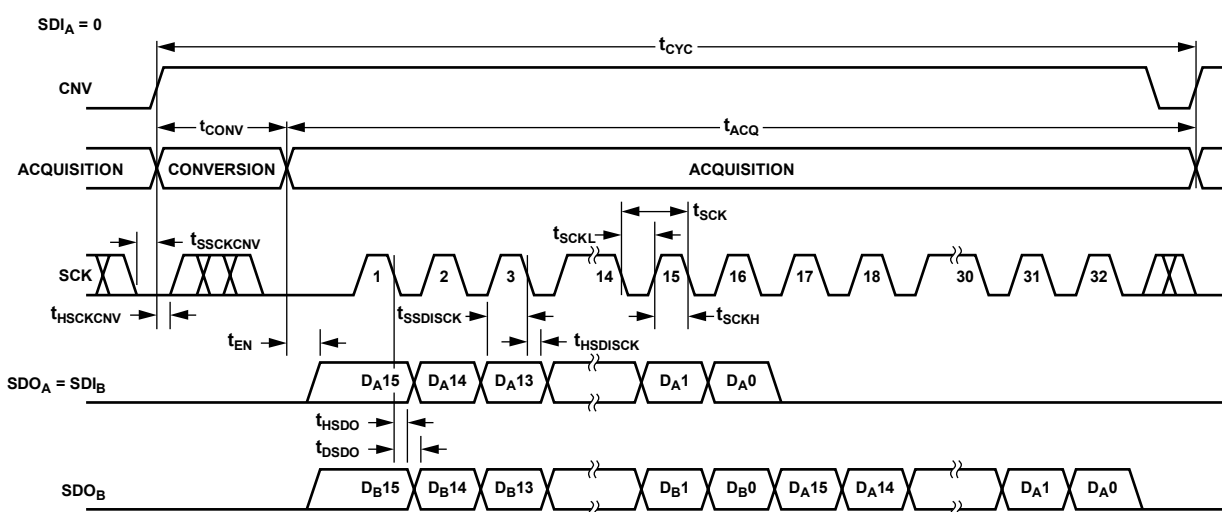 SDIA = 0
tCYC
CNV
tCONV
tACQ
ACQUISITION
CONVERSION
ACQUISITION
tSCK
tSSCKCNV
tSCKL
SCK
1
2
3
14
15
16
17
18
30
31
32
tHSCKCNV
tSSDISCK
tSCKH
tEN
tHSDISCK
SDOA = SDIB
DA15
DA14
DA13
DA1
DA0
tHSDO
tDSDO
SDOB
DB15
DB14
DB13
DB1
DB0
DA15
DA14
DA1
DA0